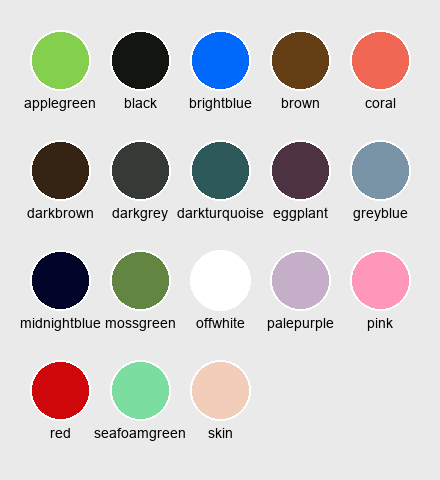 applegreen black brightblue brown coral
darkbrown darkgrey darkturquoise eggplant greyblue
midnightblue mossgreen offwhite palepurple pink
red seafoamgreen skin